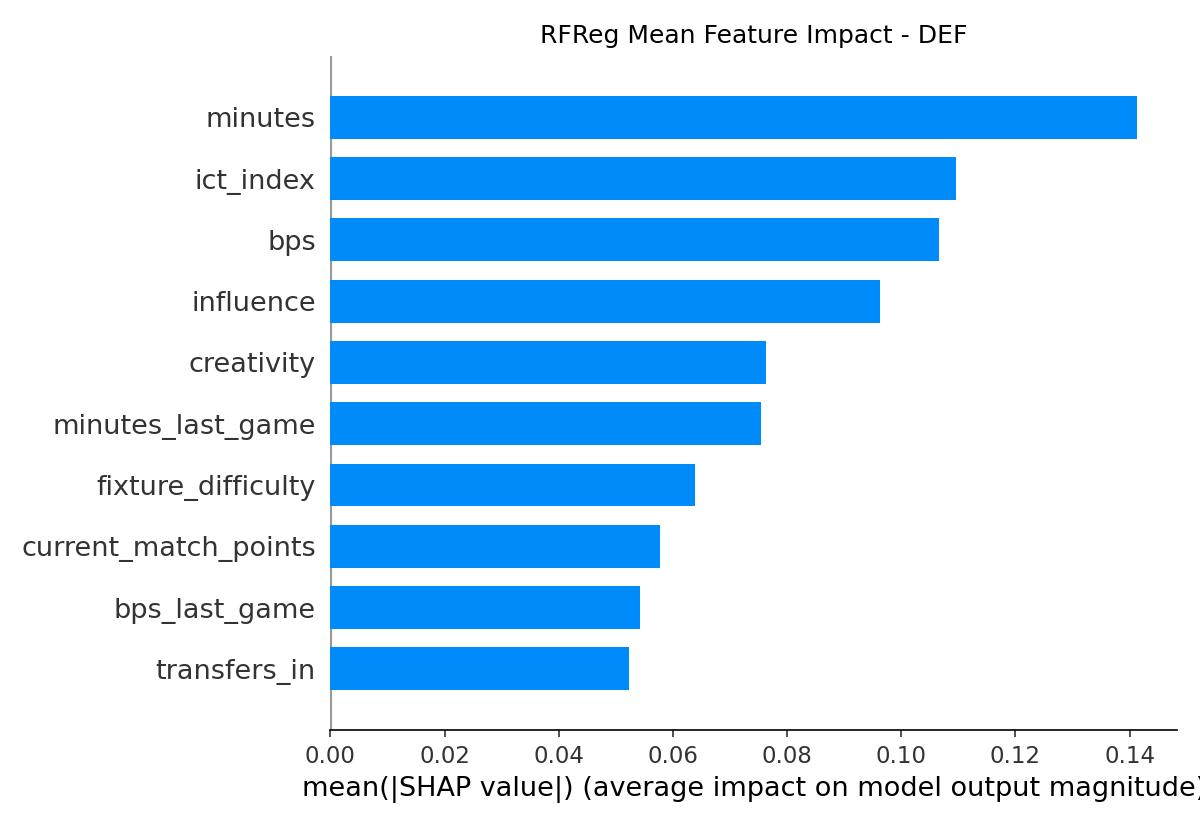 RFReg Mean Feature Impact - DEF
minutes
ict_index
bps
influence
creativity
minutes_last_game
fixture_difficulty
current_match_points
bps_last_game
transfers_in
0.00 0.02 0.04 0.06 0.08 0.10 0.12 0.14
mean(|SHAP value|) (average impact on model output magnitude)